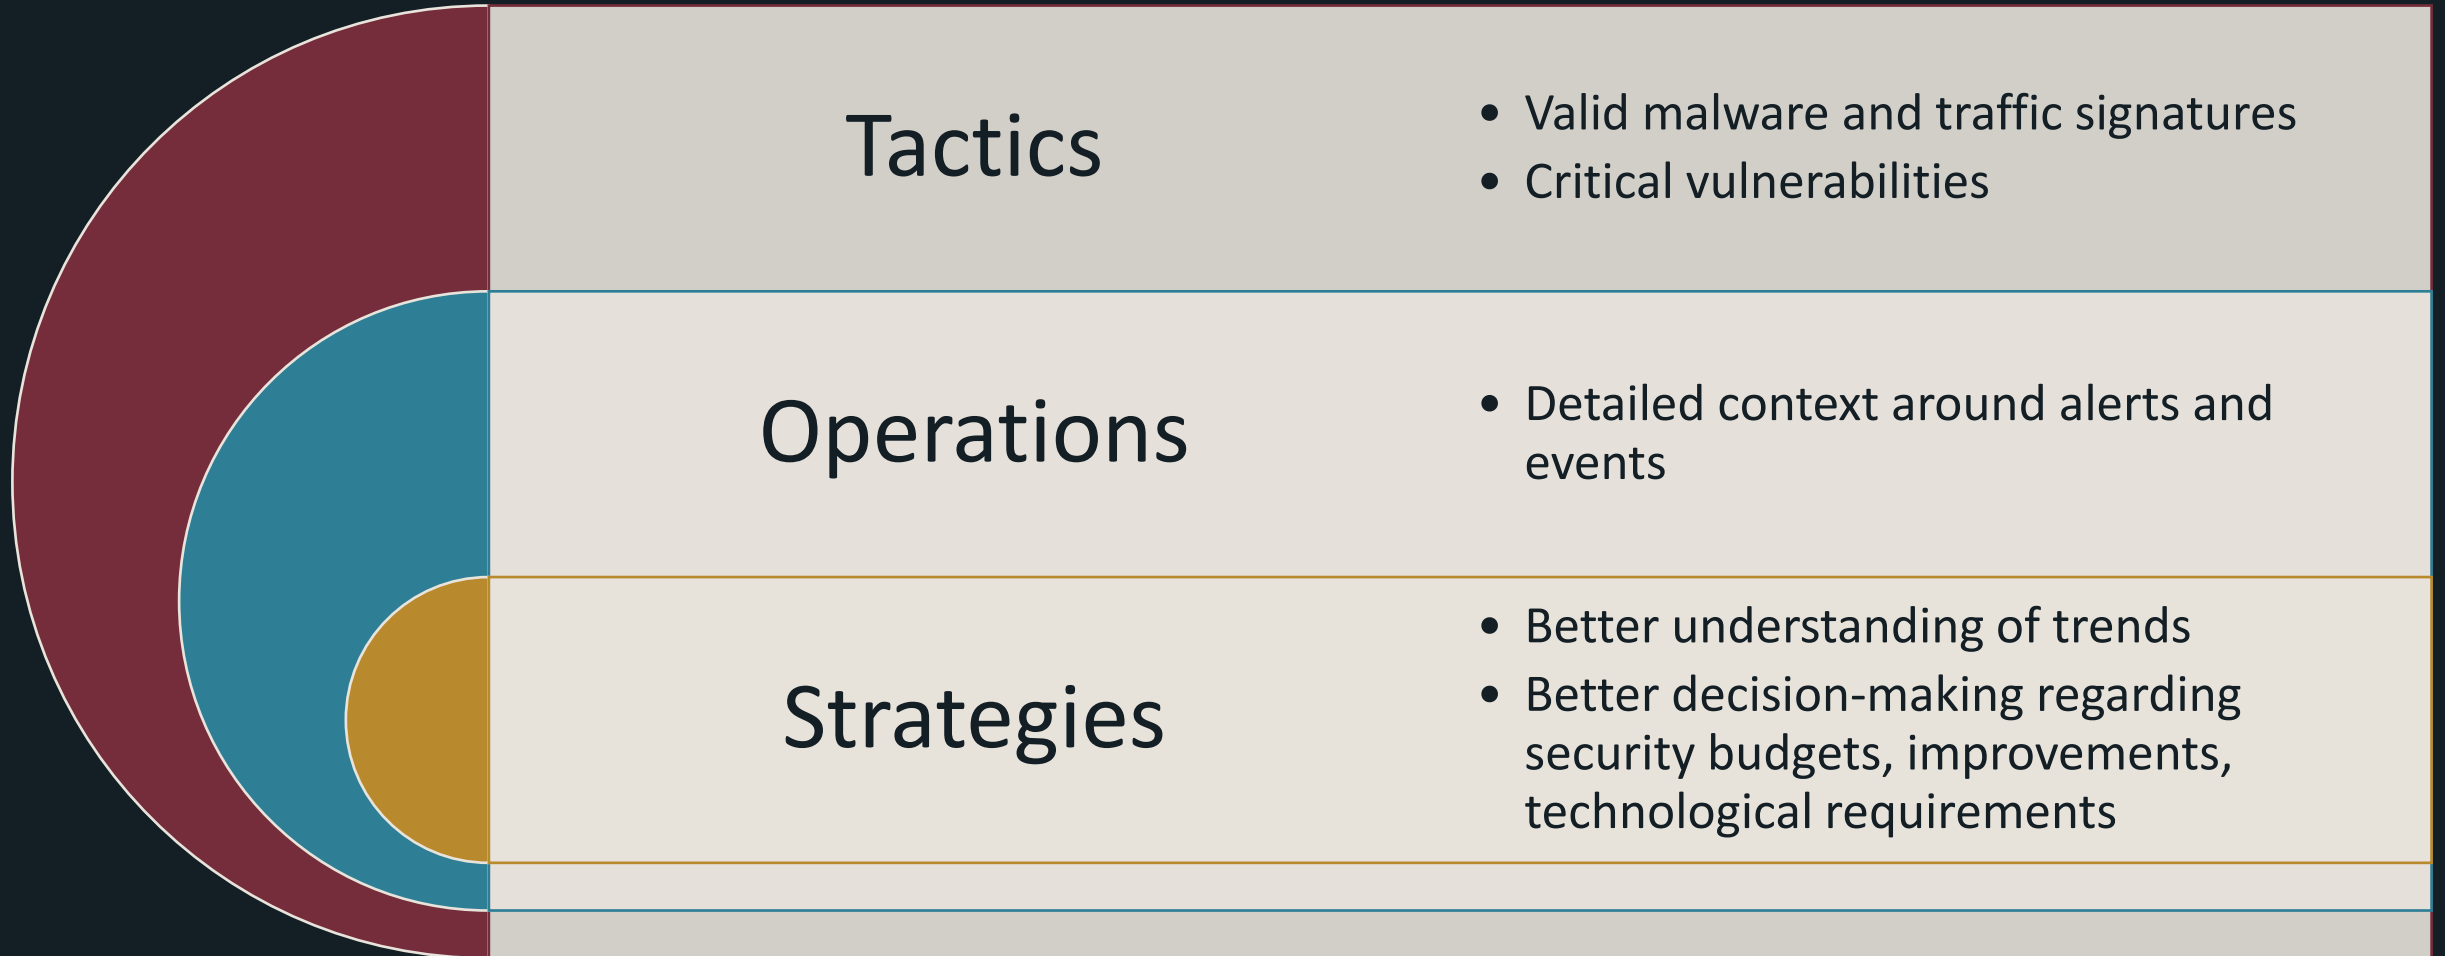 Tactics
• Valid malware and traffic signatures
• Critical vulnerabilities
Operations
• Detailed context around alerts and
events
Strategies
• Better understanding of trends
• Better decision-making regarding
security budgets, improvements,
technological requirements